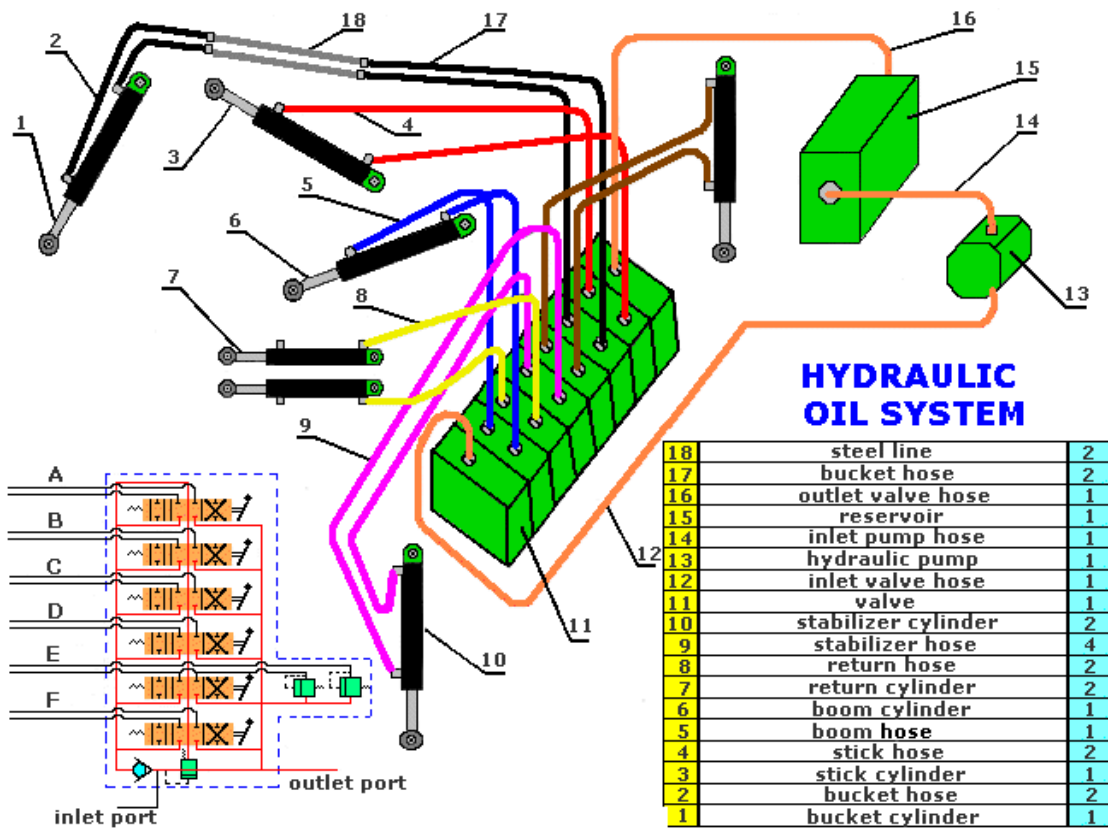 18
17
16
2
15
14
1
3
4
5
6
13
7
8
HYDRAULIC
OIL SYSTEM
9
12
11
10
A
B
C
D
E
F
inlet port
outlet port
18 steel line 2
17 bucket hose 2
16 outlet valve hose 1
15 reservoir 1
14 inlet pump hose 1
13 hydraulic pump 1
12 inlet valve hose 1
11 valve 1
10 stabilizer cylinder 2
9 stabilizer hose 4
8 return hose 2
7 return cylinder 2
6 boom cylinder 1
5 boom hose 2
4 stick hose 2
3 stick cylinder 1
2 bucket hose 2
1 bucket cylinder 1